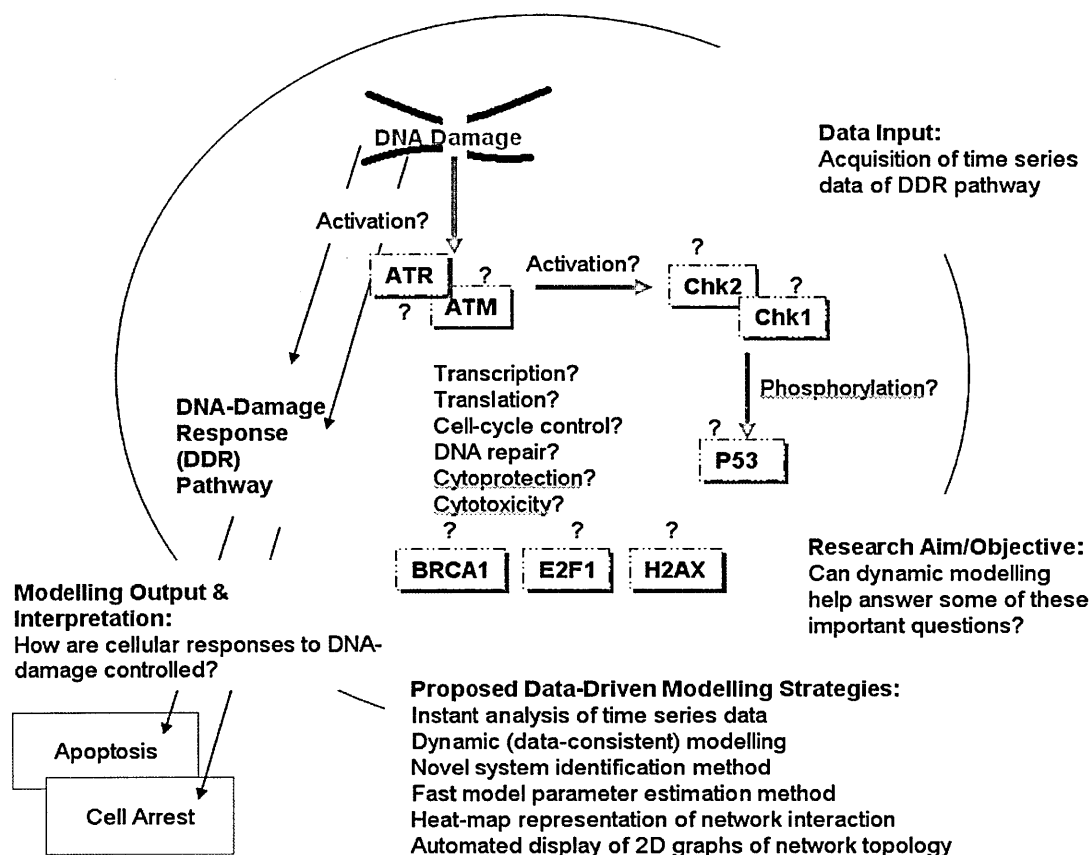 DNA Damage
Data Input:
Acquisition of time series
data of DDR pathway
Activation?
?
ATR
?
ATM
?
Activation?
?
Chk2
?
Chk1
Phosphorylation?
?
P53
DNA-Damage
Response
(DDR)
Pathway
Transcription?
Translation?
Cell-cycle control?
DNA repair?
Cytoprotection?
Cytotoxicity?
? ? ?
BRCA1 E2F1 H2AX
Research Aim/Objective:
Can dynamic modelling
help answer some of these
important questions?
Modelling Output &
Interpretation:
How are cellular responses to DNA-
damage controlled?
Apoptosis
Cell Arrest
Proposed Data-Driven Modelling Strategies:
Instant analysis of time series data
Dynamic (data-consistent) modelling
Novel system identification method
Fast model parameter estimation method
Heat-map representation of network interaction
Automated display of 2D graphs of network topology